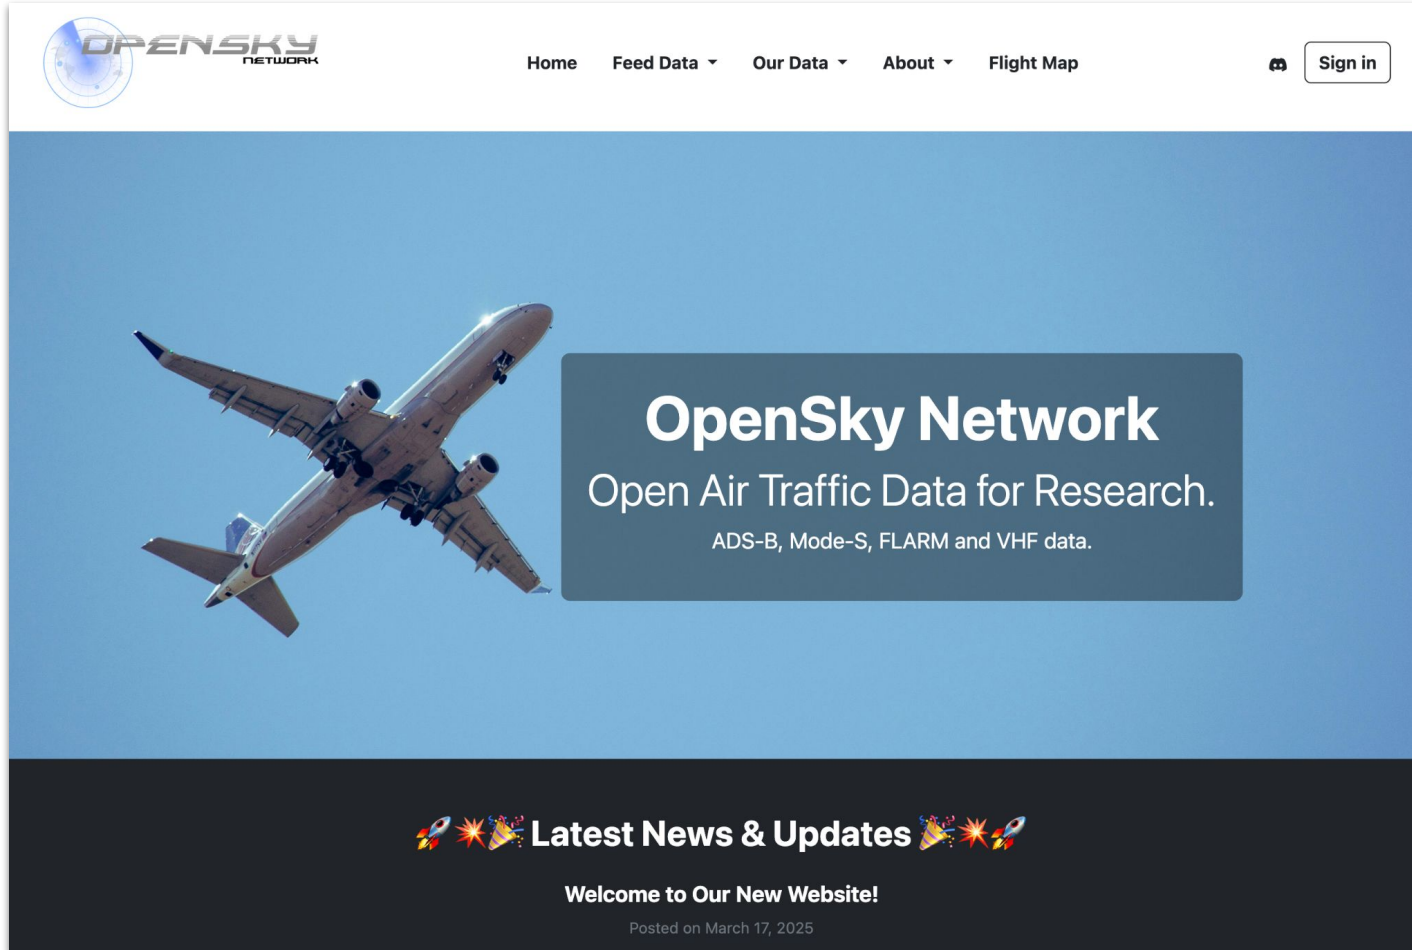 OPENSKY
NETWORK
Home Feed Data Our Data About Flight Map Sign in
OpenSky Network
Open Air Traffic Data for Research.
ADS-B, Mode-S, FLARM and VHF data.
🚀💥🎉 Latest News & Updates 🎉💥🚀
Welcome to Our New Website!
Posted on March 17, 2025